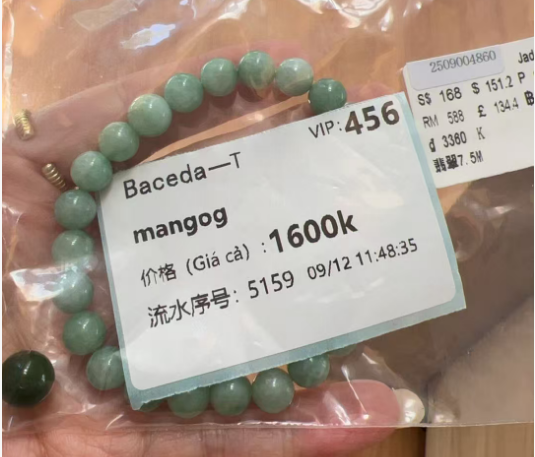 VIP:456
Baceda—T
mangog
价格（Giá cả）:1600k
流水序号：5159 09/12 11:48:35
2509004860
Jad
S$ 168 $ 151.2 P
RM 588 £ 134.4 ฿
₫ 3360 K
翡翠7.5M